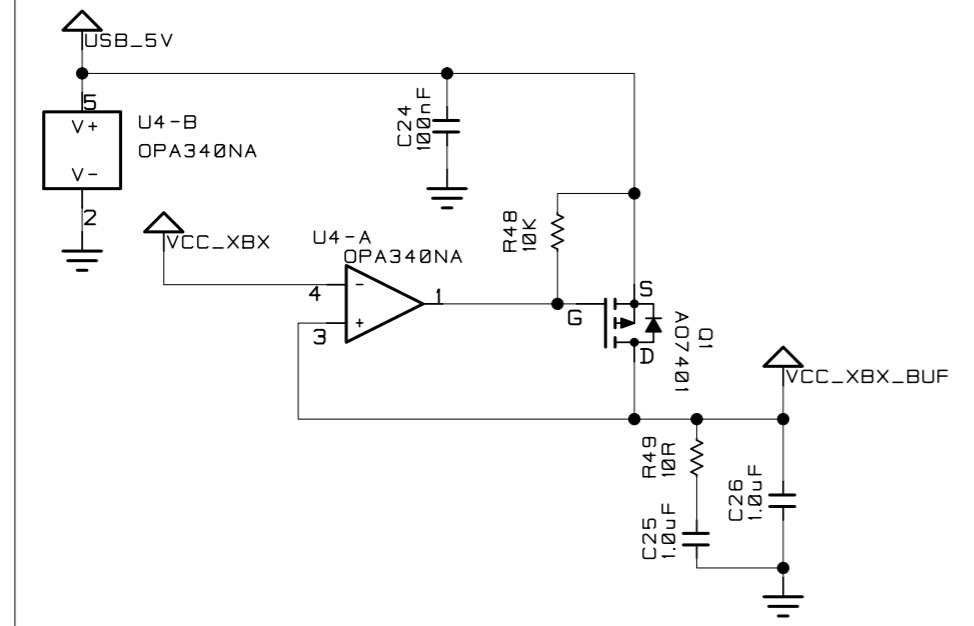 USB_5V
5
V+
V-
2
U4-B
OPA340NA
C24
100nF
VCC_XBX
U4-A
OPA340NA
4
-
3
+
1
R48
10K
G
S
D
Q1
AO7401
VCC_XBX_BUF
R49
10R
C25
1.0uF
C26
1.0uF